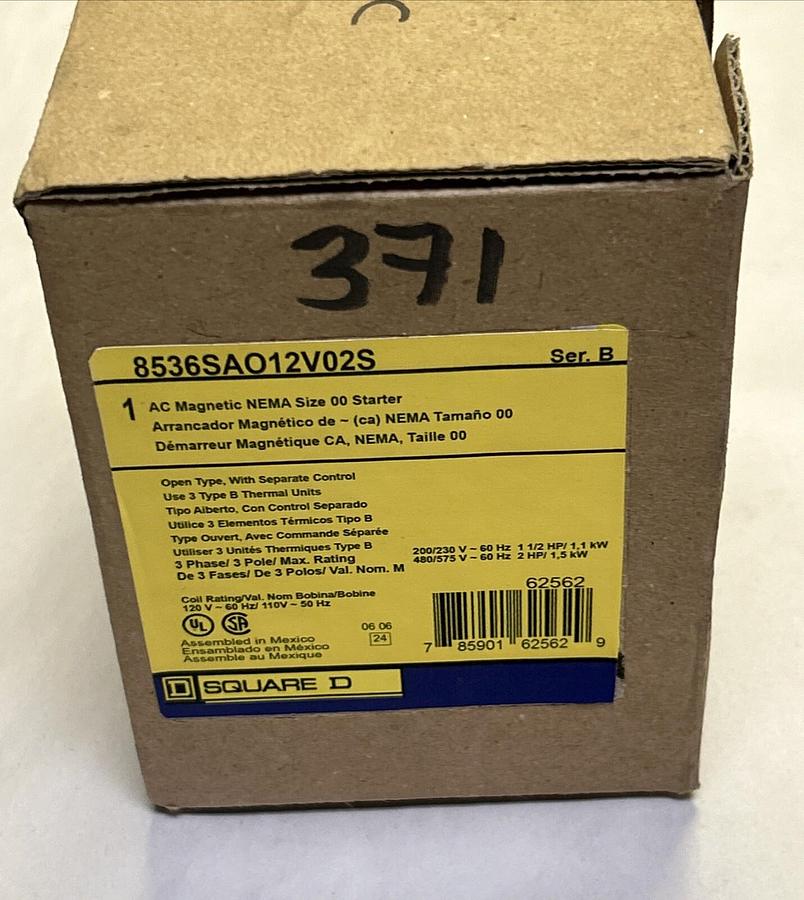 371
8536SAO12V02S Ser. B
1 AC Magnetic NEMA Size 00 Starter
Arrancador Magnético de ~ (ca) NEMA Tamaño 00
Démarreur Magnétique CA, NEMA, Taille 00
Open Type, With Separate Control
Use 3 Type B Thermal Units
Tipo Alberto, Con Control Separado
Utilice 3 Elementos Térmicos Tipo B
Type Ouvert, Avec Commande Séparée
Utiliser 3 Unités Thermiques Type B
3 Phase/ 3 Pole/ Max. Rating
De 3 Fases/ De 3 Polos/ Val. Nom. M
200/230 V ~ 60 Hz 1 1/2 HP/ 1,1 kW
480/575 V ~ 60 Hz 2 HP/ 1,5 kW
Coil Rating/Val. Nom Bobina/Bobine
120 V ~ 60 Hz/ 110V ~ 50 Hz
UL SA
06 06
24
Assembled in Mexico
Ensamblado en México
Assemble au Mexique
62562
7 85901 62562 9
D SQUARE D